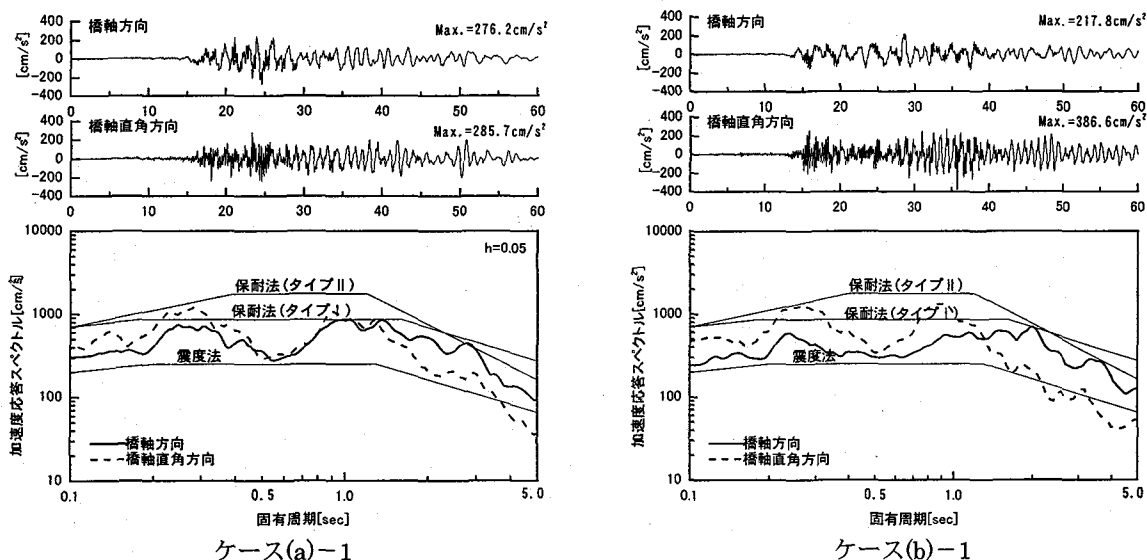 橋軸方向
Max.=276.2cm/s²
[cm/s²]
400
200
0
-200
-400
0 10 20 30 40 50 60
橋軸直角方向
Max.=285.7cm/s²
[cm/s²]
400
200
0
-200
-400
0 10 20 30 40 50 60
加速度応答スペクトル[cm/s²]
10000
1000
100
10
h=0.05
保耐法(タイプⅡ)
保耐法(タイプⅠ)
震度法
橋軸方向
橋軸直角方向
0.1 0.5 1.0 5.0
固有周期[sec]
ケース(a)-1
橋軸方向
Max.=217.8cm/s²
[cm/s²]
400
200
0
-200
-400
0 10 20 30 40 50 60
橋軸直角方向
Max.=386.6cm/s²
[cm/s²]
400
200
0
-200
-400
0 10 20 30 40 50 60
加速度応答スペクトル[cm/s²]
10000
1000
100
10
保耐法(タイプⅡ)
保耐法(タイプⅠ)
震度法
橋軸方向
橋軸直角方向
0.1 0.5 1.0 5.0
固有周期[sec]
ケース(b)-1